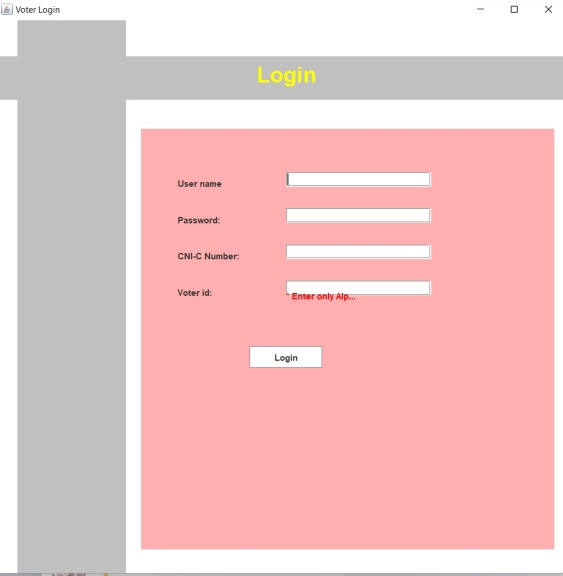 Voter Login
Login
User name
Password:
CNI-C Number:
Voter id:
* Enter only Alp...
Login